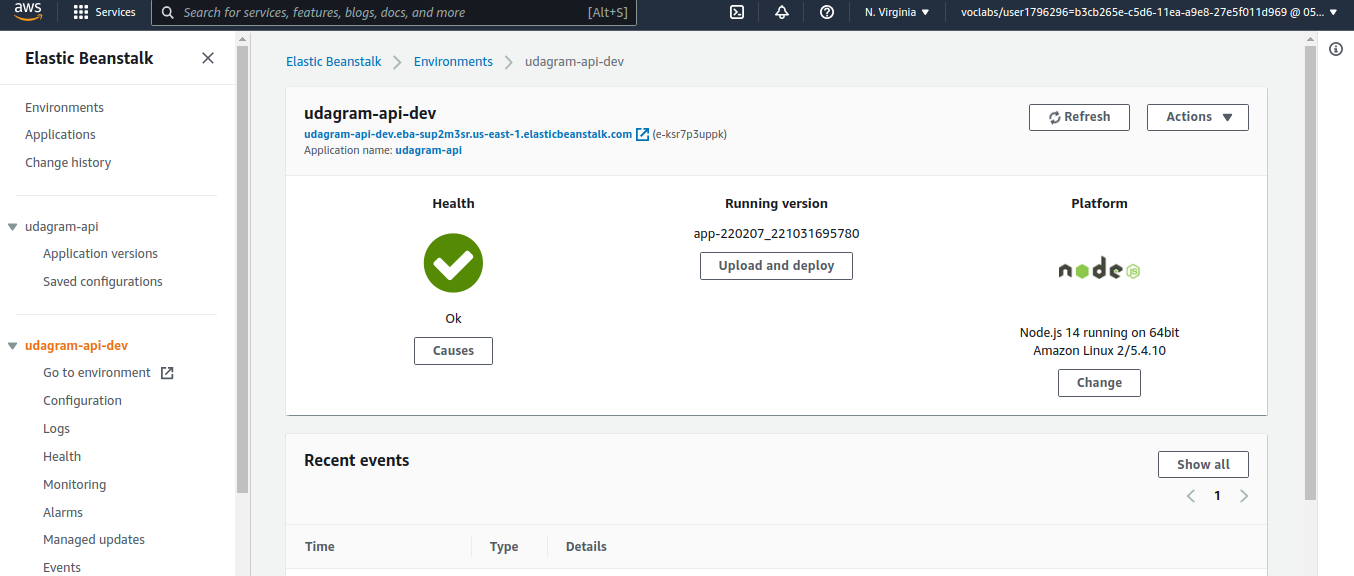 aws
Services
Search for services, features, blogs, docs, and more
[Alt+S]
N. Virginia
voclabs/user1796296=b3cb265e-c5d6-11ea-a9e8-27e5f011d969 @ 05...
Elastic Beanstalk
Environments
Applications
Change history
udagram-api
Application versions
Saved configurations
udagram-api-dev
Go to environment
Configuration
Logs
Health
Monitoring
Alarms
Managed updates
Events
Elastic Beanstalk > Environments > udagram-api-dev
udagram-api-dev
udagram-api-dev.eba-sup2m3sr.us-east-1.elasticbeanstalk.com (e-ksr7p3uppk)
Application name: udagram-api
Refresh
Actions
Health
Ok
Causes
Running version
app-220207_221031695780
Upload and deploy
Platform
node JS
Node.js 14 running on 64bit
Amazon Linux 2/5.4.10
Change
Recent events
Show all
1
Time
Type
Details